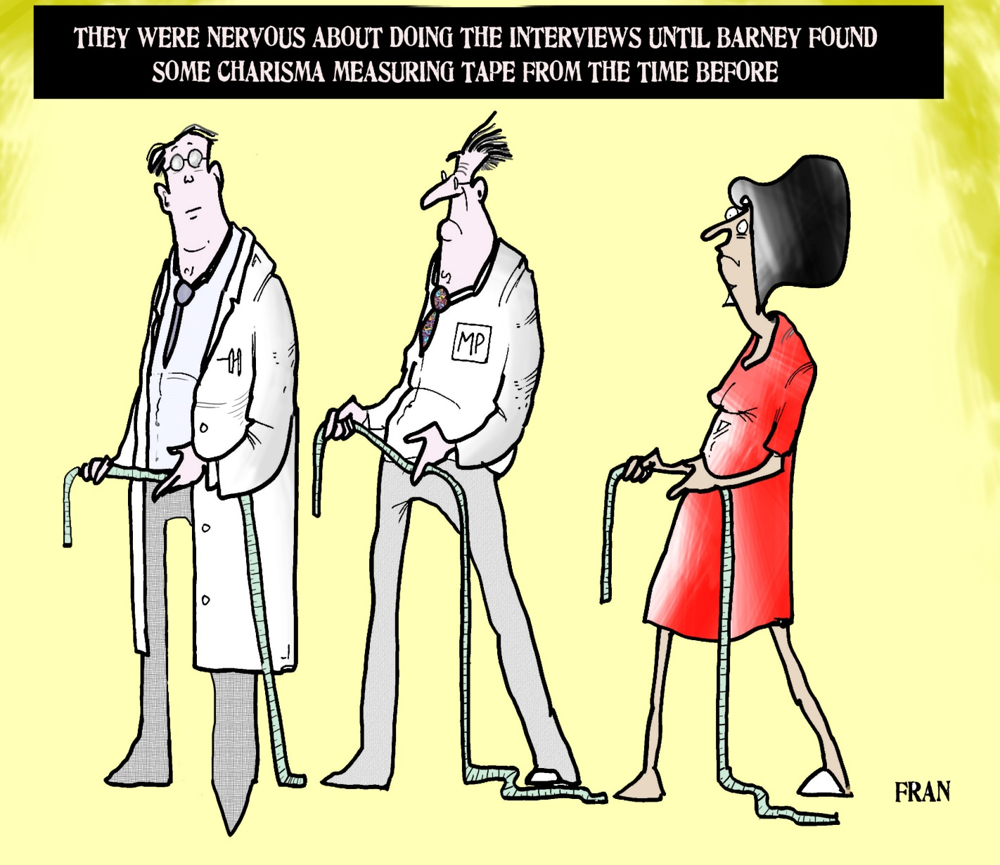 THEY WERE NERVOUS ABOUT DOING THE INTERVIEWS UNTIL BARNEY FOUND
SOME CHARISMA MEASURING TAPE FROM THE TIME BEFORE
MP
FRAN